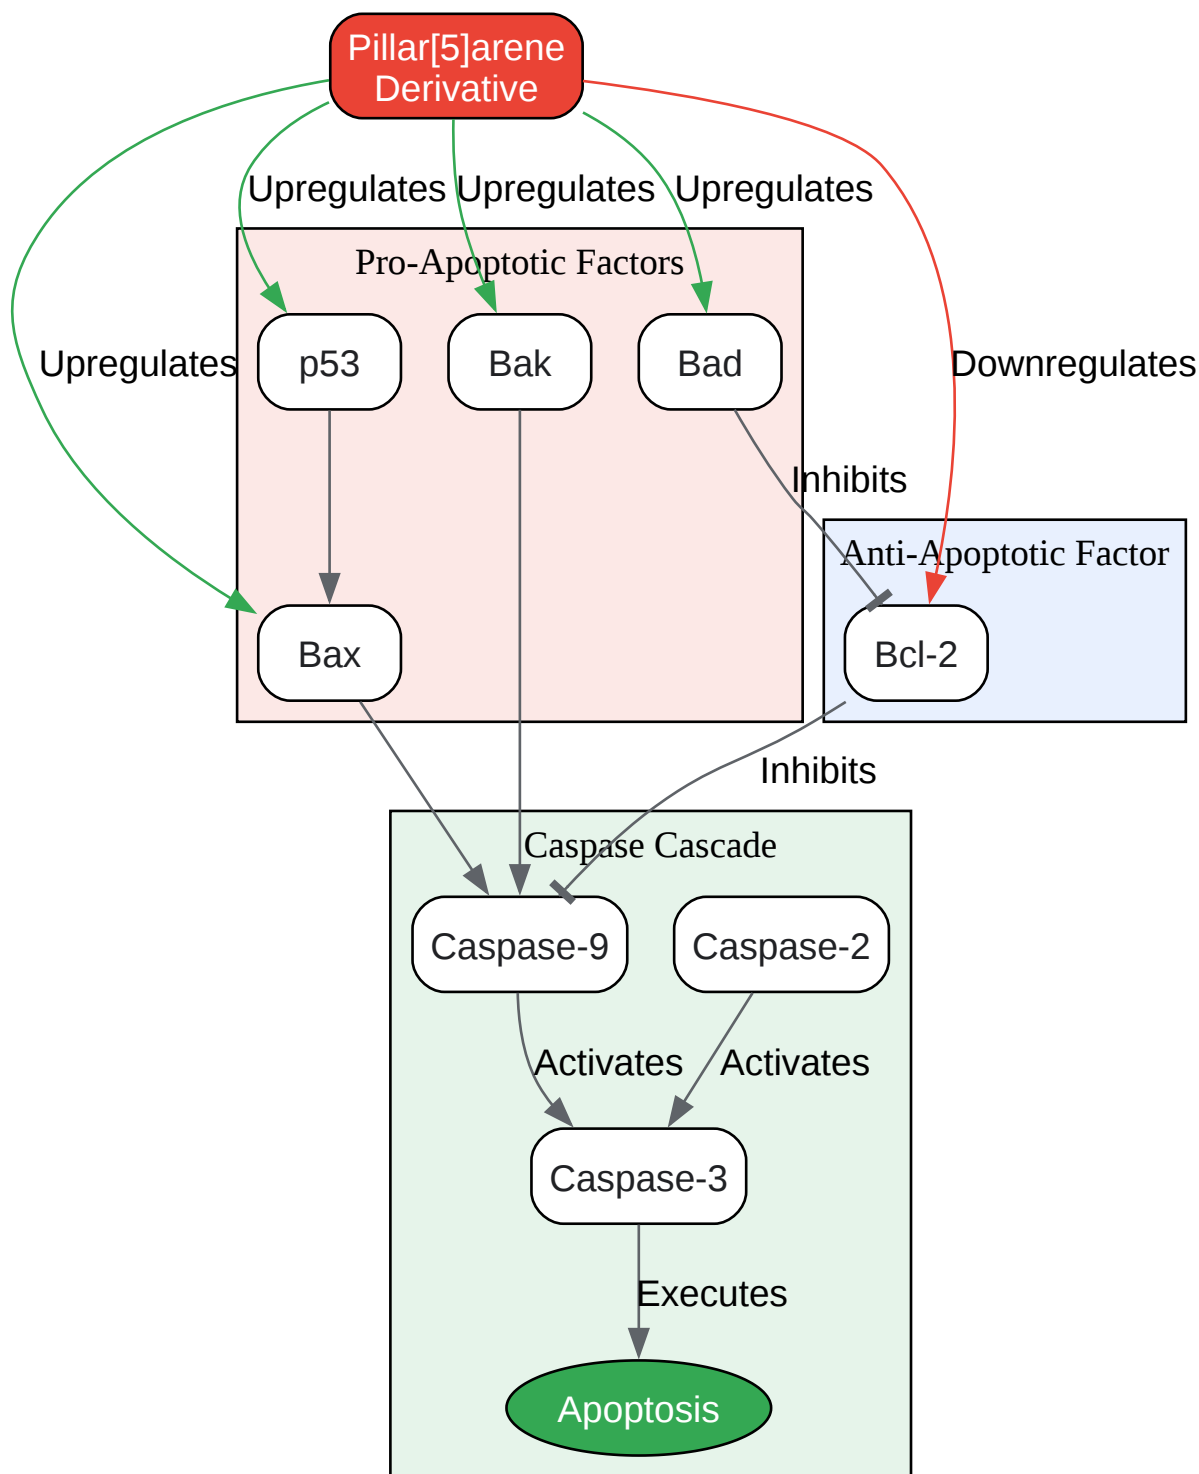 Pillar[5]arene
Derivative
Upregulates
Upregulates
Upregulates
Pro-Apoptotic Factors
p53
Bak
Bad
Upregulates
Downregulates
Inhibits
Anti-Apoptotic Factor
Bax
Bcl-2
Inhibits
Caspase Cascade
Caspase-9
Caspase-2
Activates
Activates
Caspase-3
Executes
Apoptosis